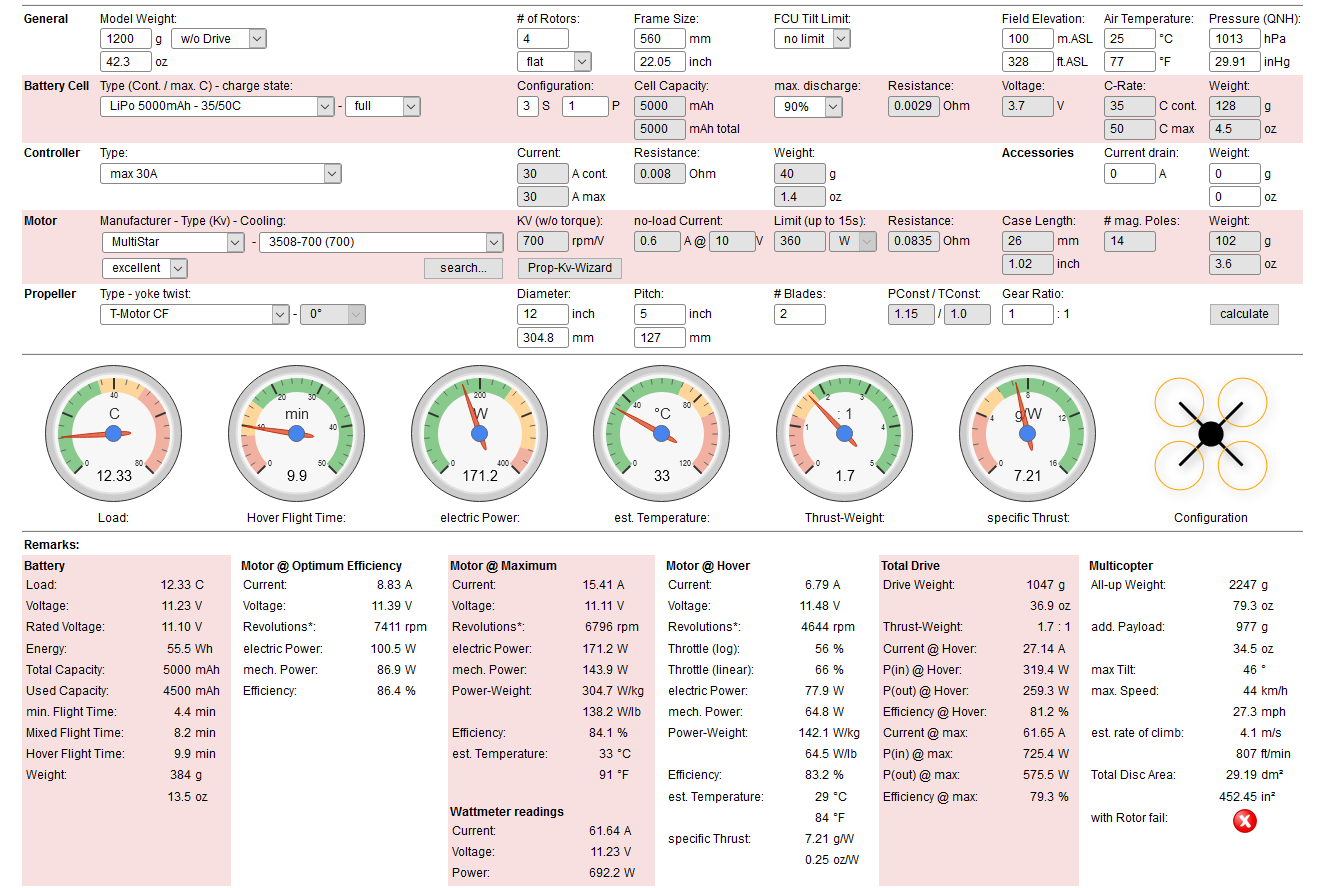 General Model Weight: # of Rotors: Frame Size: FCU Tilt Limit: Field Elevation: Air Temperature: Pressure (QNH):
1200 g w/o Drive 4 560 mm no limit 100 m.ASL 25 °C 1013 hPa
42.3 oz flat 22.05 inch 328 ft.ASL 77 °F 29.91 inHg
Battery Cell Type (Cont. / max. C) - charge state: Configuration: Cell Capacity: max. discharge: Resistance: Voltage: C-Rate: Weight:
LiPo 5000mAh - 35/50C - full 3 S 1 P 5000 mAh 90% 0.0029 Ohm 3.7 V 35 C cont. 128 g
5000 mAh total 50 C max 4.5 oz
Controller Type: Current: Resistance: Weight: Accessories Current drain: Weight:
max 30A 30 A cont. 0.008 Ohm 40 g 0 A 0 g
30 A max 1.4 oz 0 oz
Motor Manufacturer - Type (Kv) - Cooling: KV (w/o torque): no-load Current: Limit (up to 15s): Resistance: Case Length: # mag. Poles: Weight:
MultiStar - 3508-700 (700) 700 rpm/V 0.6 A @ 10 V 360 W 0.0835 Ohm 26 mm 14 102 g
excellent search... Prop-Kv-Wizard 1.02 inch 3.6 oz
Propeller Type - yoke twist: Diameter: Pitch: # Blades: PConst / TConst: Gear Ratio:
T-Motor CF - 0° 12 inch 5 inch 2 1.15 / 1.0 1 : 1 calculate
304.8 mm 127 mm
0 40 80 C 12.33
0 10 20 30 40 50 min 9.9
0 200 400 W 171.2
0 40 80 120 °C 33
0 1 2 3 4 5 : 1 1.7
0 4 8 12 16 g/W 7.21
Load: Hover Flight Time: electric Power: est. Temperature: Thrust-Weight: specific Thrust: Configuration
Remarks:
Battery
Load: 12.33 C
Voltage: 11.23 V
Rated Voltage: 11.10 V
Energy: 55.5 Wh
Total Capacity: 5000 mAh
Used Capacity: 4500 mAh
min. Flight Time: 4.4 min
Mixed Flight Time: 8.2 min
Hover Flight Time: 9.9 min
Weight: 384 g
13.5 oz
Motor @ Optimum Efficiency
Current: 8.83 A
Voltage: 11.39 V
Revolutions*: 7411 rpm
electric Power: 100.5 W
mech. Power: 86.9 W
Efficiency: 86.4 %
Motor @ Maximum
Current: 15.41 A
Voltage: 11.11 V
Revolutions*: 6796 rpm
electric Power: 171.2 W
mech. Power: 143.9 W
Power-Weight: 304.7 W/kg
138.2 W/lb
Efficiency: 84.1 %
est. Temperature: 33 °C
91 °F
Wattmeter readings
Current: 61.64 A
Voltage: 11.23 V
Power: 692.2 W
Motor @ Hover
Current: 6.79 A
Voltage: 11.48 V
Revolutions*: 4644 rpm
Throttle (log): 56 %
Throttle (linear): 66 %
electric Power: 77.9 W
mech. Power: 64.8 W
Power-Weight: 142.1 W/kg
64.5 W/lb
Efficiency: 83.2 %
est. Temperature: 29 °C
84 °F
specific Thrust: 7.21 g/W
0.25 oz/W
Total Drive
Drive Weight: 1047 g
36.9 oz
Thrust-Weight: 1.7 : 1
Current @ Hover: 27.14 A
P(in) @ Hover: 319.4 W
P(out) @ Hover: 259.3 W
Efficiency @ Hover: 81.2 %
Current @ max: 61.65 A
P(in) @ max: 725.4 W
P(out) @ max: 575.5 W
Efficiency @ max: 79.3 %
Multicopter
All-up Weight: 2247 g
79.3 oz
add. Payload: 977 g
34.5 oz
max Tilt: 46 °
max. Speed: 44 km/h
27.3 mph
est. rate of climb: 4.1 m/s
807 ft/min
Total Disc Area: 29.19 dm²
452.45 in²
with Rotor fail: